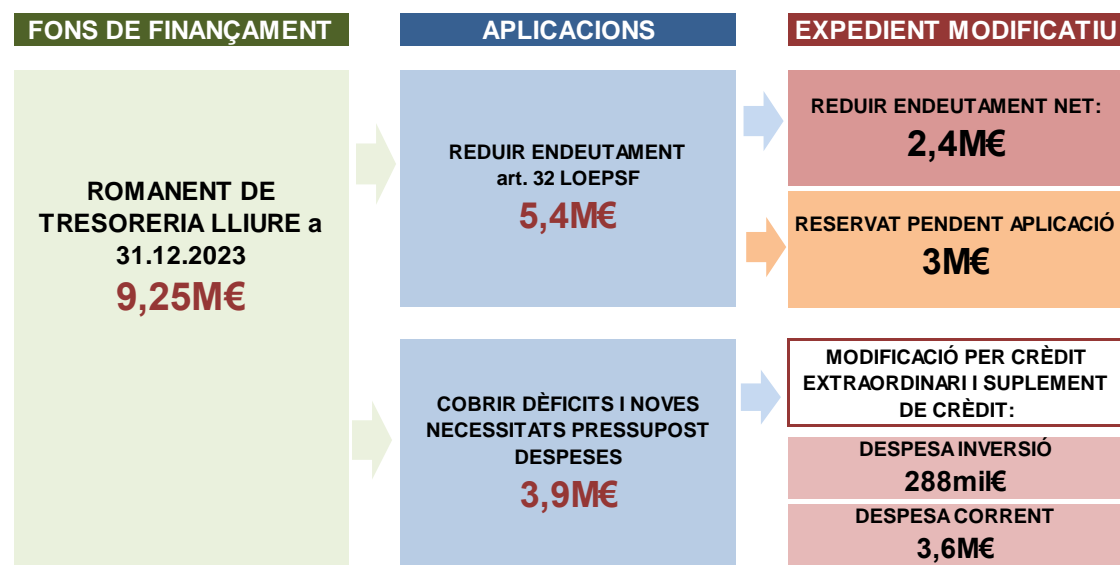 FONS DE FINANÇAMENT
APLICACIONS
EXPEDIENT MODIFICATIU
ROMANENT DE
TRESORERIA LLIURE a
31.12.2023
9,25M€
REDUIR ENDEUTAMENT
art. 32 LOEPSF
5,4M€
REDUIR ENDEUTAMENT NET:
2,4M€
RESERVAT PENDENT APLICACIÓ
3M€
COBRIR DÈFICITS I NOVES
NECESSITATS PRESSUPOST
DESPESES
3,9M€
MODIFICACIÓ PER CRÈDIT
EXTRAORDINARI I SUPLEMENT
DE CRÈDIT:
DESPESA INVERSIÓ
288mil€
DESPESA CORRENT
3,6M€